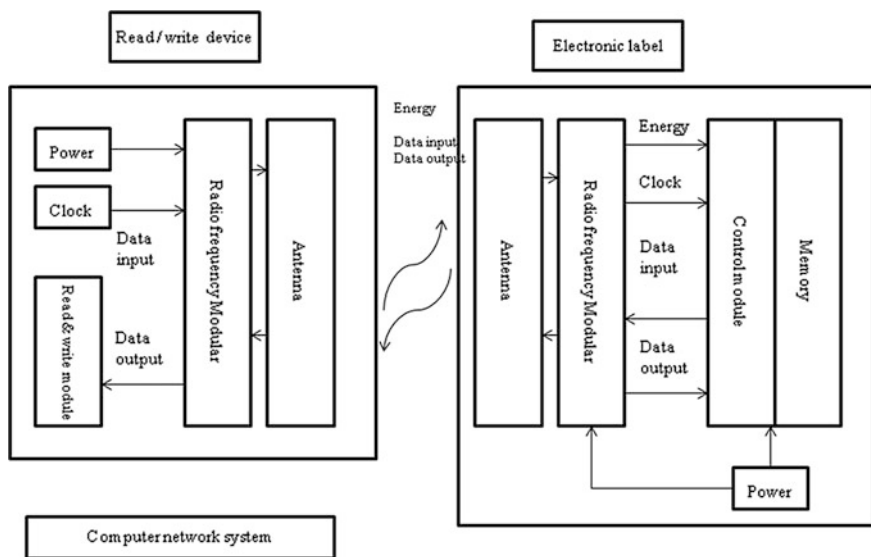 Read/write device
Electronic label
Power
Clock
Data
input
Read&write module
Data
output
Radio frequency Modular
Antenna
Energy
Data input
Data output
Antenna
Radio frequency Modular
Energy
Clock
Data
input
Data
output
Control module
Memory
Power
Computer network system